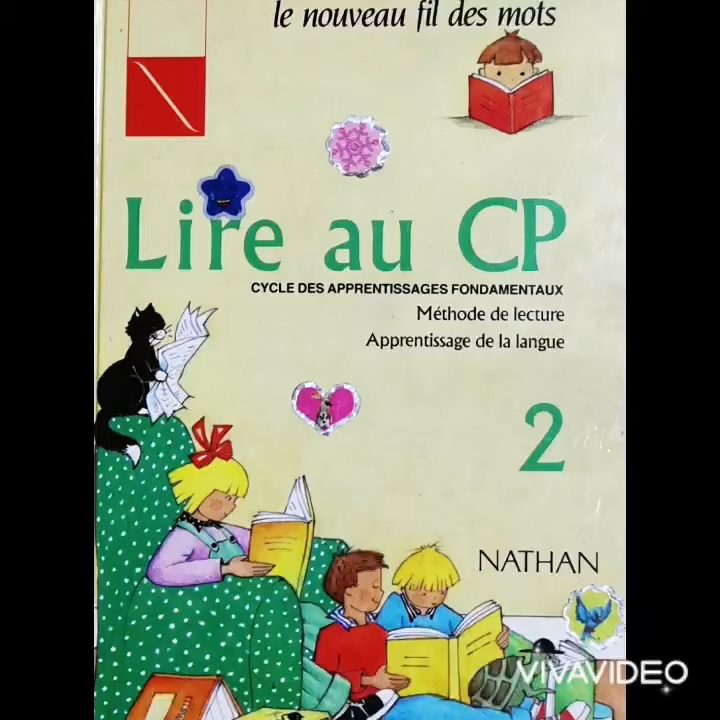 le nouveau fil des mots
Lire au CP
CYCLE DES APPRENTISSAGES FONDAMENTAUX
Méthode de lecture
Apprentissage de la langue
2
NATHAN
VIVAVIDEO